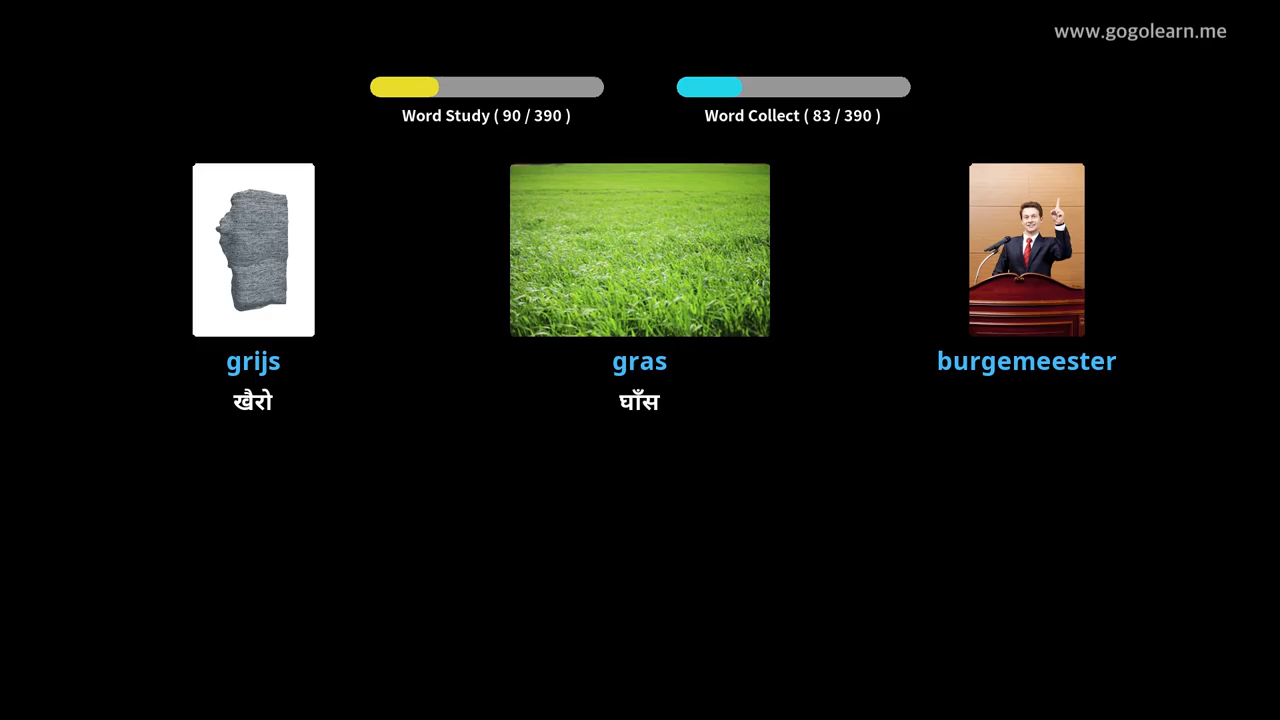 www.gogolearn.me
Word Study ( 90 / 390 )
Word Collect ( 83 / 390 )
grijs
gras
burgemeester
खैरो
घाँस